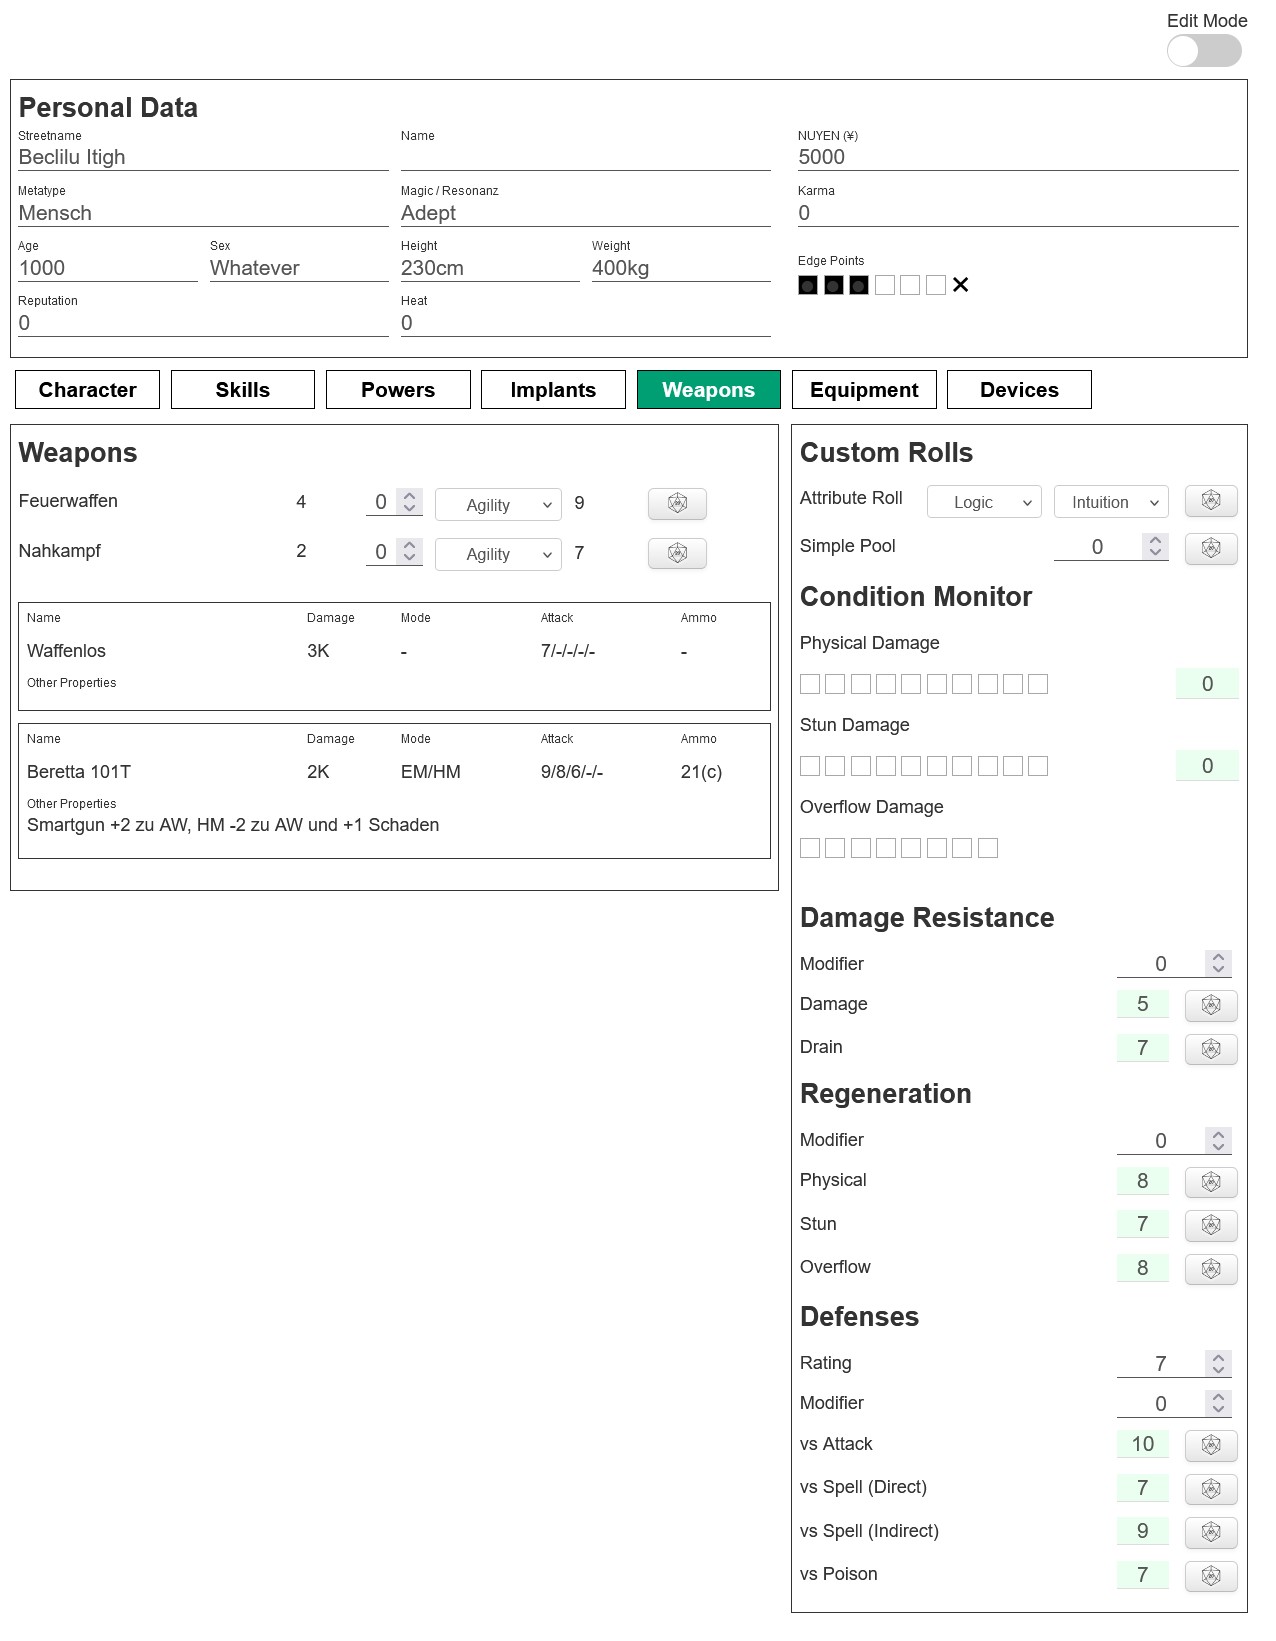 Edit Mode
Personal Data
Streetname Name NUYEN (¥)
Beclilu Itigh 5000
Metatype Magic / Resonanz Karma
Mensch Adept 0
Age Sex Height Weight
1000 Whatever 230cm 400kg
Edge Points
Reputation Heat
0 0
Character Skills Powers Implants Weapons Equipment Devices
Weapons
Feuerwaffen 4 0 Agility 9
Nahkampf 2 0 Agility 7
Name Damage Mode Attack Ammo
Waffenlos 3K - 7/-/-/-/- -
Other Properties
Name Damage Mode Attack Ammo
Beretta 101T 2K EM/HM 9/8/6/-/- 21(c)
Other Properties
Smartgun +2 zu AW, HM -2 zu AW und +1 Schaden
Custom Rolls
Attribute Roll Logic Intuition
Simple Pool 0
Condition Monitor
Physical Damage
0
Stun Damage
0
Overflow Damage
Damage Resistance
Modifier 0
Damage 5
Drain 7
Regeneration
Modifier 0
Physical 8
Stun 7
Overflow 8
Defenses
Rating 7
Modifier 0
vs Attack 10
vs Spell (Direct) 7
vs Spell (Indirect) 9
vs Poison 7